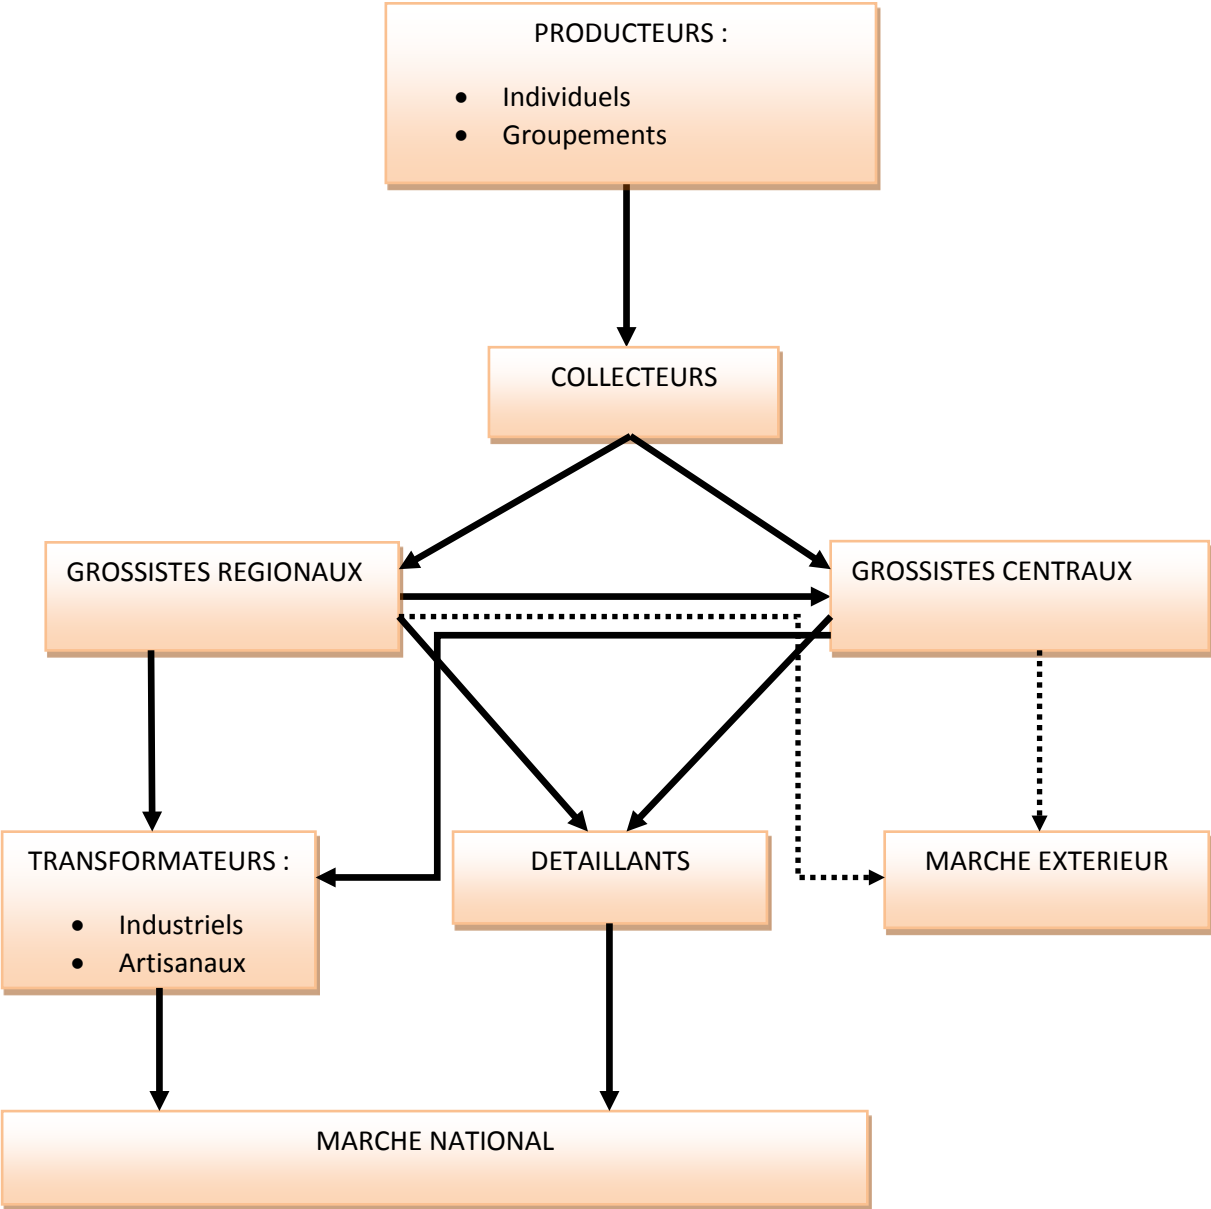 PRODUCTEURS :
• Individuels
• Groupements
COLLECTEURS
GROSSISTES REGIONAUX
GROSSISTES CENTRAUX
TRANSFORMATEURS :
• Industriels
• Artisanaux
DETAILLANTS
MARCHE EXTERIEUR
MARCHE NATIONAL